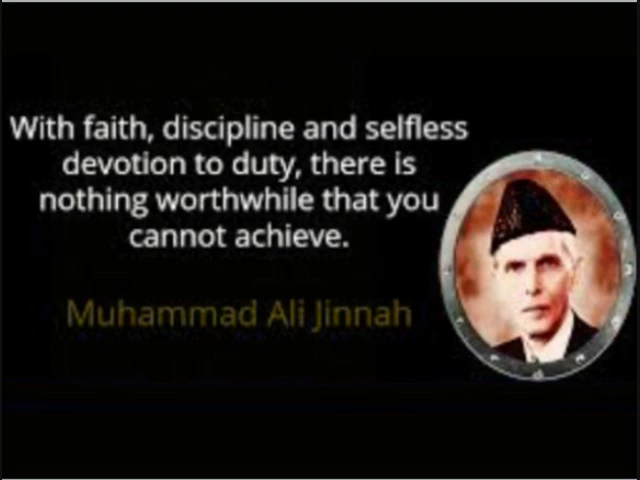 With faith, discipline and selfless
devotion to duty, there is
nothing worthwhile that you
cannot achieve.
Muhammad Ali Jinnah